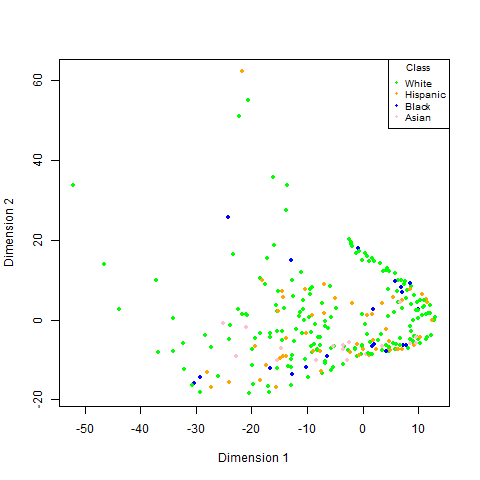 Class
White
Hispanic
Black
Asian
60
40
20
0
-20
Dimension 2
-50 -40 -30 -20 -10 0 10
Dimension 1